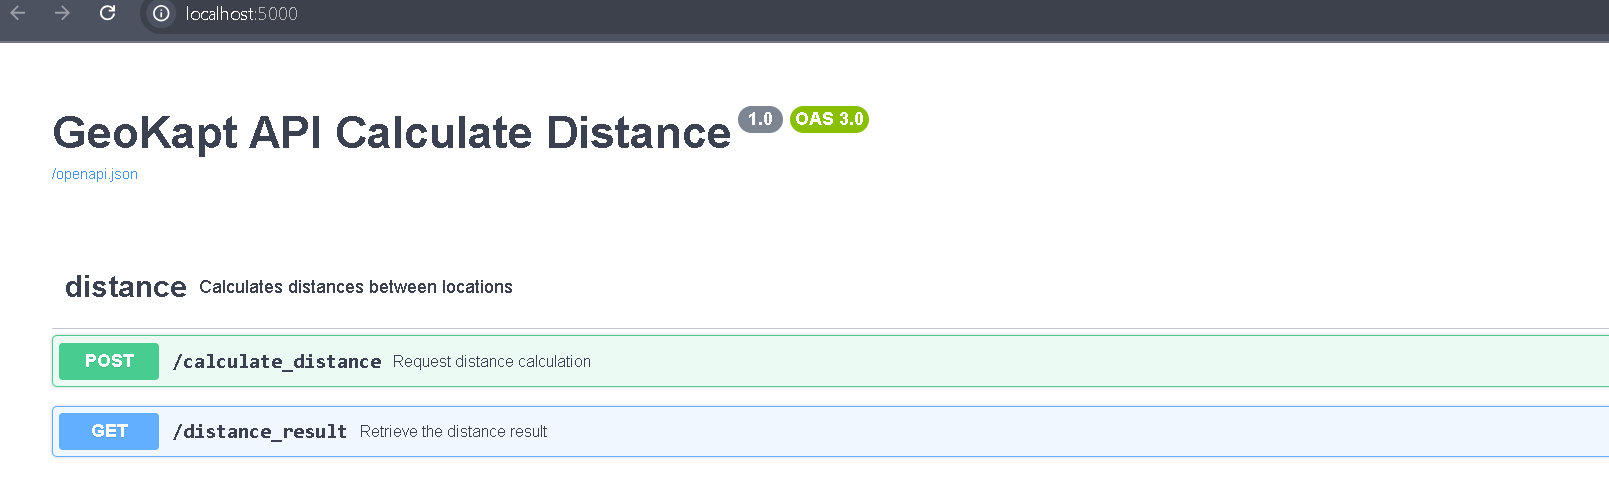 localhost:5000
GeoKapt API Calculate Distance 1.0 OAS 3.0
/openapi.json
distance Calculates distances between locations
POST /calculate_distance Request distance calculation
GET /distance_result Retrieve the distance result